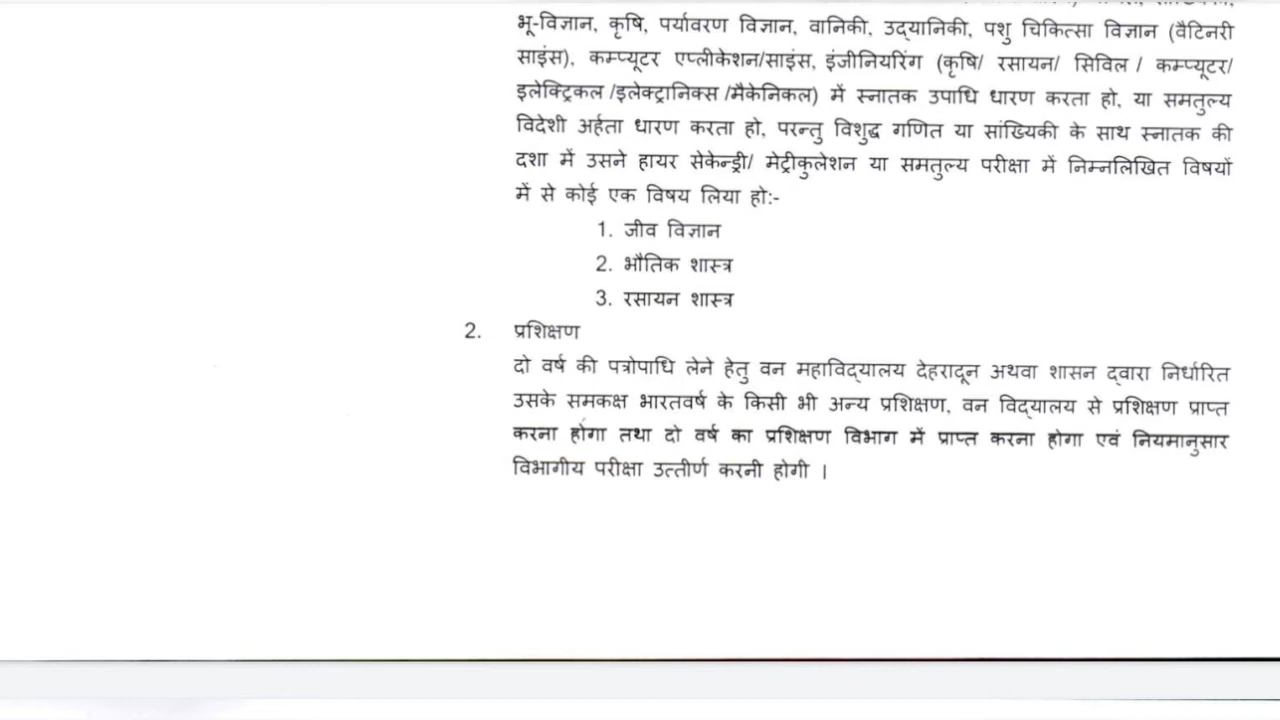 भू-विज्ञान, कृषि, पर्यावरण विज्ञान, वानिकी, उद्यानिकी, पशु चिकित्सा विज्ञान (वैटिनरी
साइंस), कम्प्यूटर एप्लीकेशन/साइंस, इंजीनियरिंग (कृषि/ रसायन/ सिविल / कम्प्यूटर/
इलेक्ट्रिकल /इलेक्ट्रानिक्स /मैकेनिकल) में स्नातक उपाधि धारण करता हो, या समतुल्य
विदेशी अर्हता धारण करता हो, परन्तु विशुद्ध गणित या सांख्यिकी के साथ स्नातक की
दशा में उसने हायर सेकेन्ड्री/ मेट्रीकुलेशन या समतुल्य परीक्षा में निम्नलिखित विषयों
में से कोई एक विषय लिया हो:-
1. जीव विज्ञान
2. भौतिक शास्त्र
3. रसायन शास्त्र
2. प्रशिक्षण
दो वर्ष की पत्रोपाधि लेने हेतु वन महाविद्यालय देहरादून अथवा शासन द्वारा निर्धारित
उसके समकक्ष भारतवर्ष के किसी भी अन्य प्रशिक्षण, वन विद्यालय से प्रशिक्षण प्राप्त
करना होगा तथा दो वर्ष का प्रशिक्षण विभाग में प्राप्त करना होगा एवं नियमानुसार
विभागीय परीक्षा उत्तीर्ण करनी होगी ।